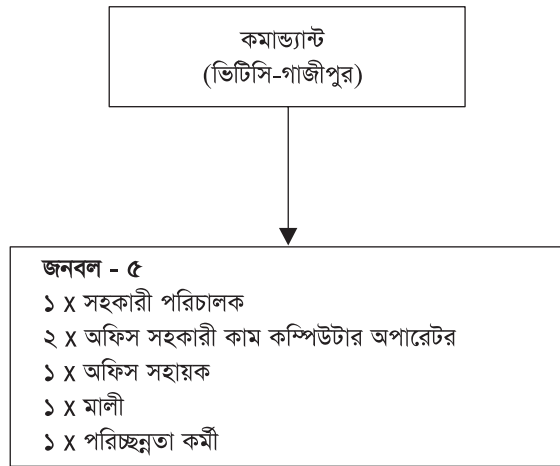 কমান্ড্যান্ট
(ভিটিসি-গাজীপুর)
জনবল - ৫
১ X সহকারী পরিচালক
২ X অফিস সহকারী কাম কম্পিউটার অপারেটর
১ X অফিস সহায়ক
১ X মালী
১ X পরিচ্ছন্নতা কর্মী